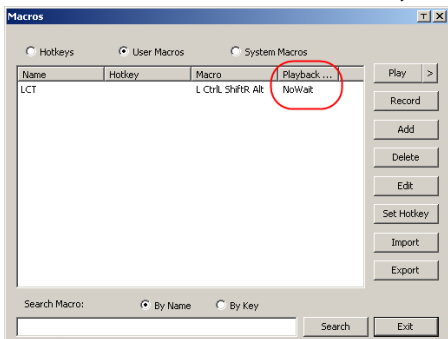 Macros
Hotkeys User Macros System Macros
Name Hotkey Macro Playback ... Play >
LCT L CtrlL ShiftR Alt NoWait
Record
Add
Delete
Edit
Set Hotkey
Import
Export
Search Macro: By Name By Key
Search Exit